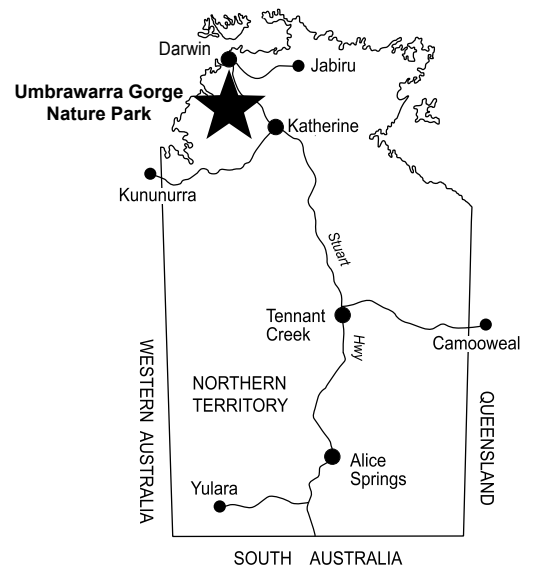 Darwin
Jabiru
Umbrawarra Gorge
Nature Park
Katherine
Kununurra
Stuart
Tennant
Creek
Hwy
Camooweal
WESTERN AUSTRALIA
NORTHERN
TERRITORY
QUEENSLAND
Alice
Springs
Yulara
SOUTH AUSTRALIA